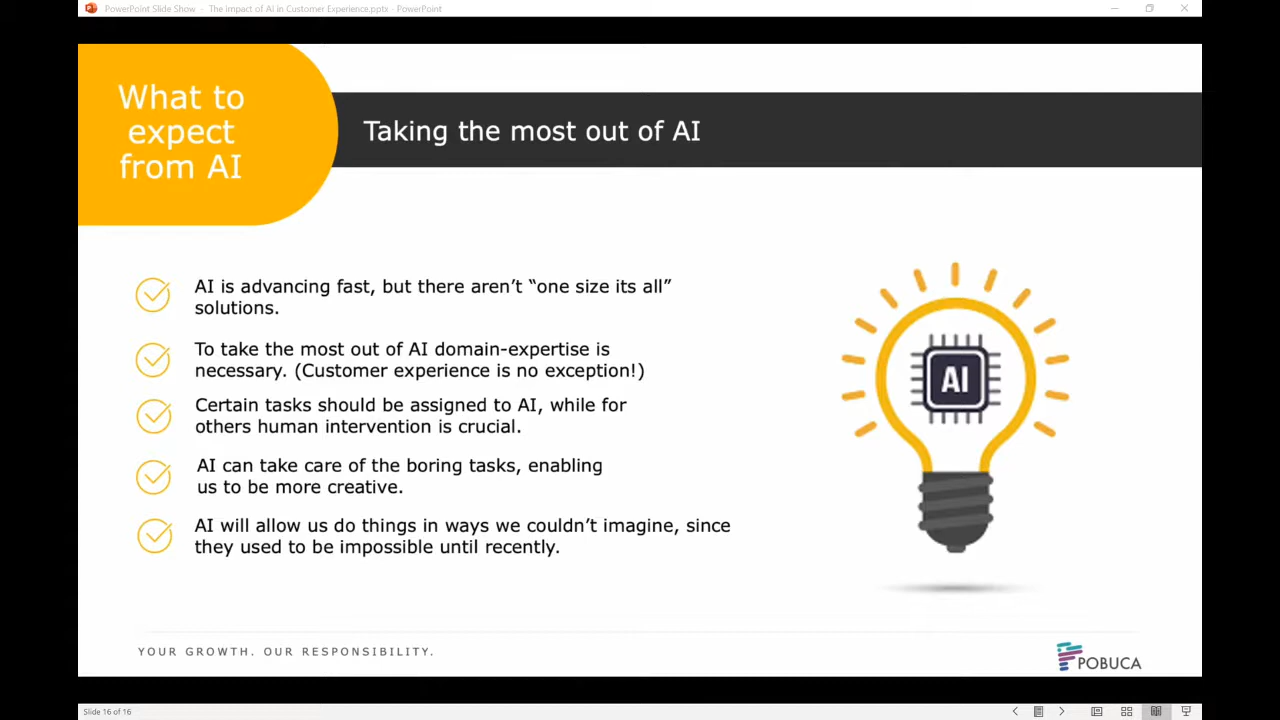 PowerPoint Slide Show - The impact of AI in Customer Experience.pptx - PowerPoint
What to
expect
from AI
Taking the most out of AI
AI is advancing fast, but there aren’t “one size its all”
solutions.
To take the most out of AI domain-expertise is
necessary. (Customer experience is no exception!)
Certain tasks should be assigned to AI, while for
others human intervention is crucial.
AI can take care of the boring tasks, enabling
us to be more creative.
AI will allow us do things in ways we couldn’t imagine, since
they used to be impossible until recently.
AI
YOUR GROWTH. OUR RESPONSIBILITY.
POBUCA
Slide 16 of 16